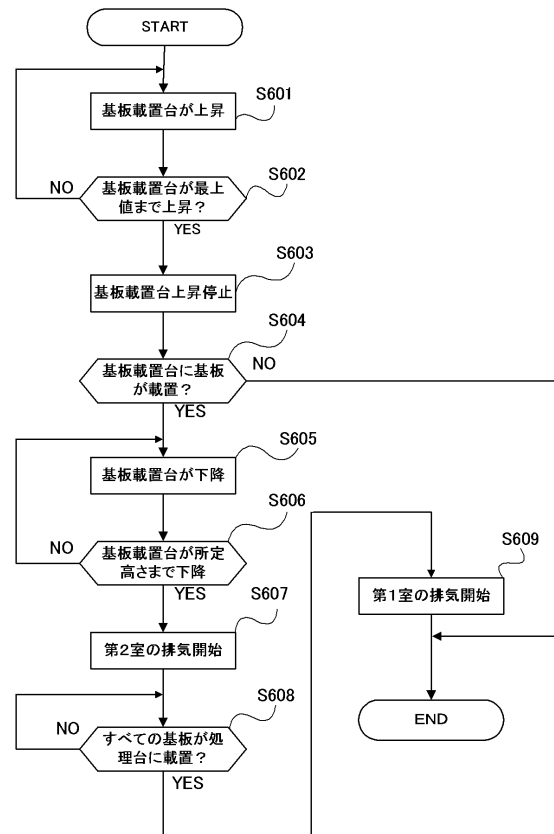 START
基板載置台が上昇
S601
基板載置台が最上
値まで上昇？
S602
NO
YES
基板載置台上昇停止
S603
基板載置台に基板
が載置？
S604
NO
YES
基板載置台が下降
S605
基板載置台が所定
高さまで下降
S606
NO
YES
第2室の排気開始
S607
すべての基板が処
理台に載置？
S608
NO
YES
第1室の排気開始
S609
END